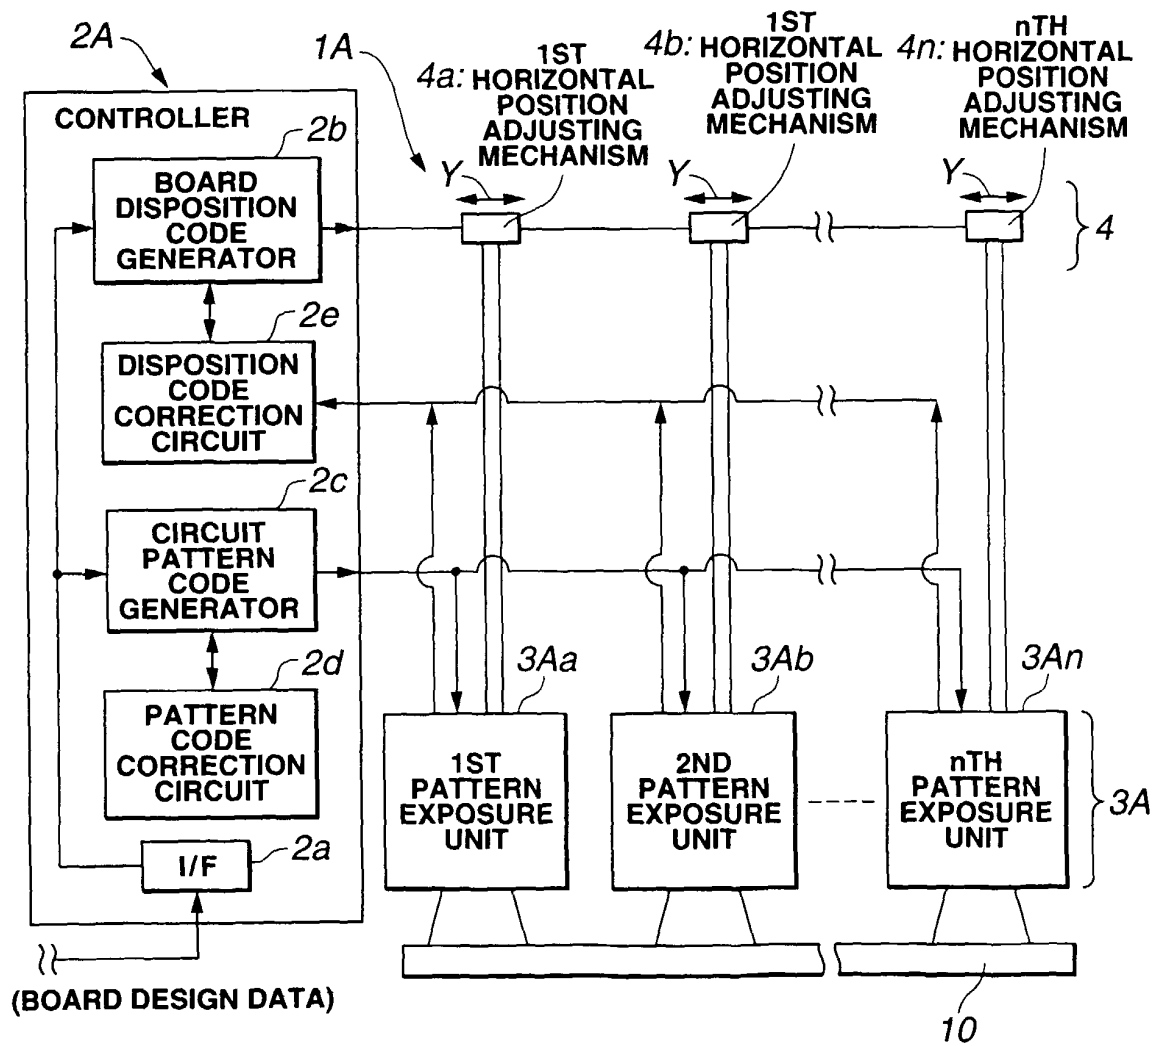 2A
CONTROLLER
2b
BOARD
DISPOSITION
CODE
GENERATOR
2e
DISPOSITION
CODE
CORRECTION
CIRCUIT
2c
CIRCUIT
PATTERN
CODE
GENERATOR
2d
PATTERN
CODE
CORRECTION
CIRCUIT
I/F
2a
(BOARD DESIGN DATA)
1A
4a: 1ST
HORIZONTAL
POSITION
ADJUSTING
MECHANISM
Y
4b: 1ST
HORIZONTAL
POSITION
ADJUSTING
MECHANISM
Y
4n: nTH
HORIZONTAL
POSITION
ADJUSTING
MECHANISM
Y
4
3Aa
1ST
PATTERN
EXPOSURE
UNIT
3Ab
2ND
PATTERN
EXPOSURE
UNIT
3An
nTH
PATTERN
EXPOSURE
UNIT
3A
10